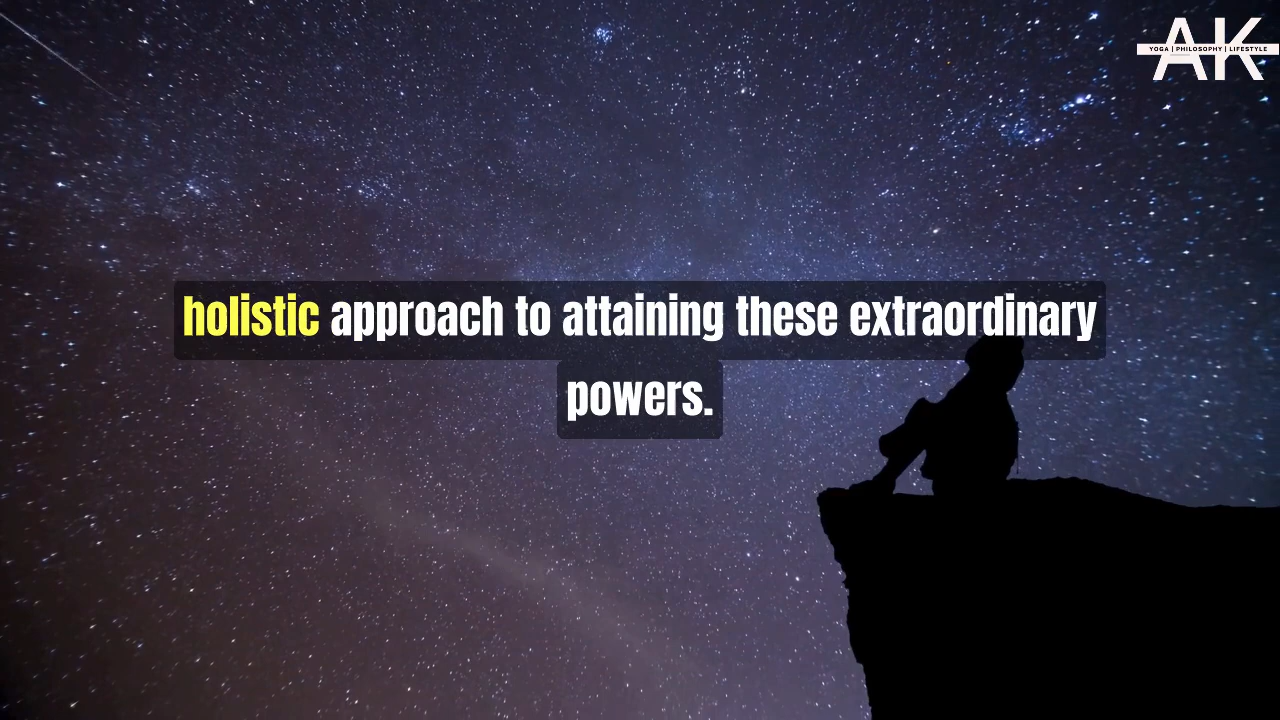 AK
YOGA | PHILOSOPHY | LIFESTYLE
holistic approach to attaining these extraordinary
powers.